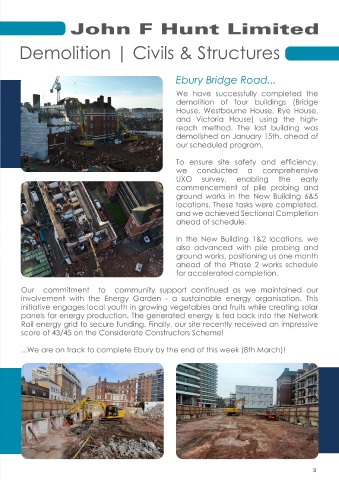 John F Hunt Limited
Demolition | Civils & Structures
Ebury Bridge Road...
We have successfully completed the
demolition of four buildings (Bridge
House, Westbourne House, Rye House,
and Victoria House) using the high-
reach method. The last building was
demolished on January 15th, ahead of
our scheduled program.
To ensure site safety and efficiency,
we conducted a comprehensive
UXO survey, enabling the early
commencement of pile probing and
ground works in the New Building 6&5
locations. These tasks were completed,
and we achieved Sectional Completion
ahead of schedule.
In the New Building 1&2 locations, we
also advanced with pile probing and
ground works, positioning us one month
ahead of the Phase 2 works schedule
for accelerated completion.
Our commitment to community support continued as we maintained our
involvement with the Energy Garden - a sustainable energy organisation. This
initiative engages local youth in growing vegetables and fruits while creating solar
panels for energy production. The generated energy is fed back into the Network
Rail energy grid to secure funding. Finally, our site recently received an impressive
score of 43/45 on the Considerate Constructors Scheme!
...We are on track to complete Ebury by the end of this week (8th March)!
3